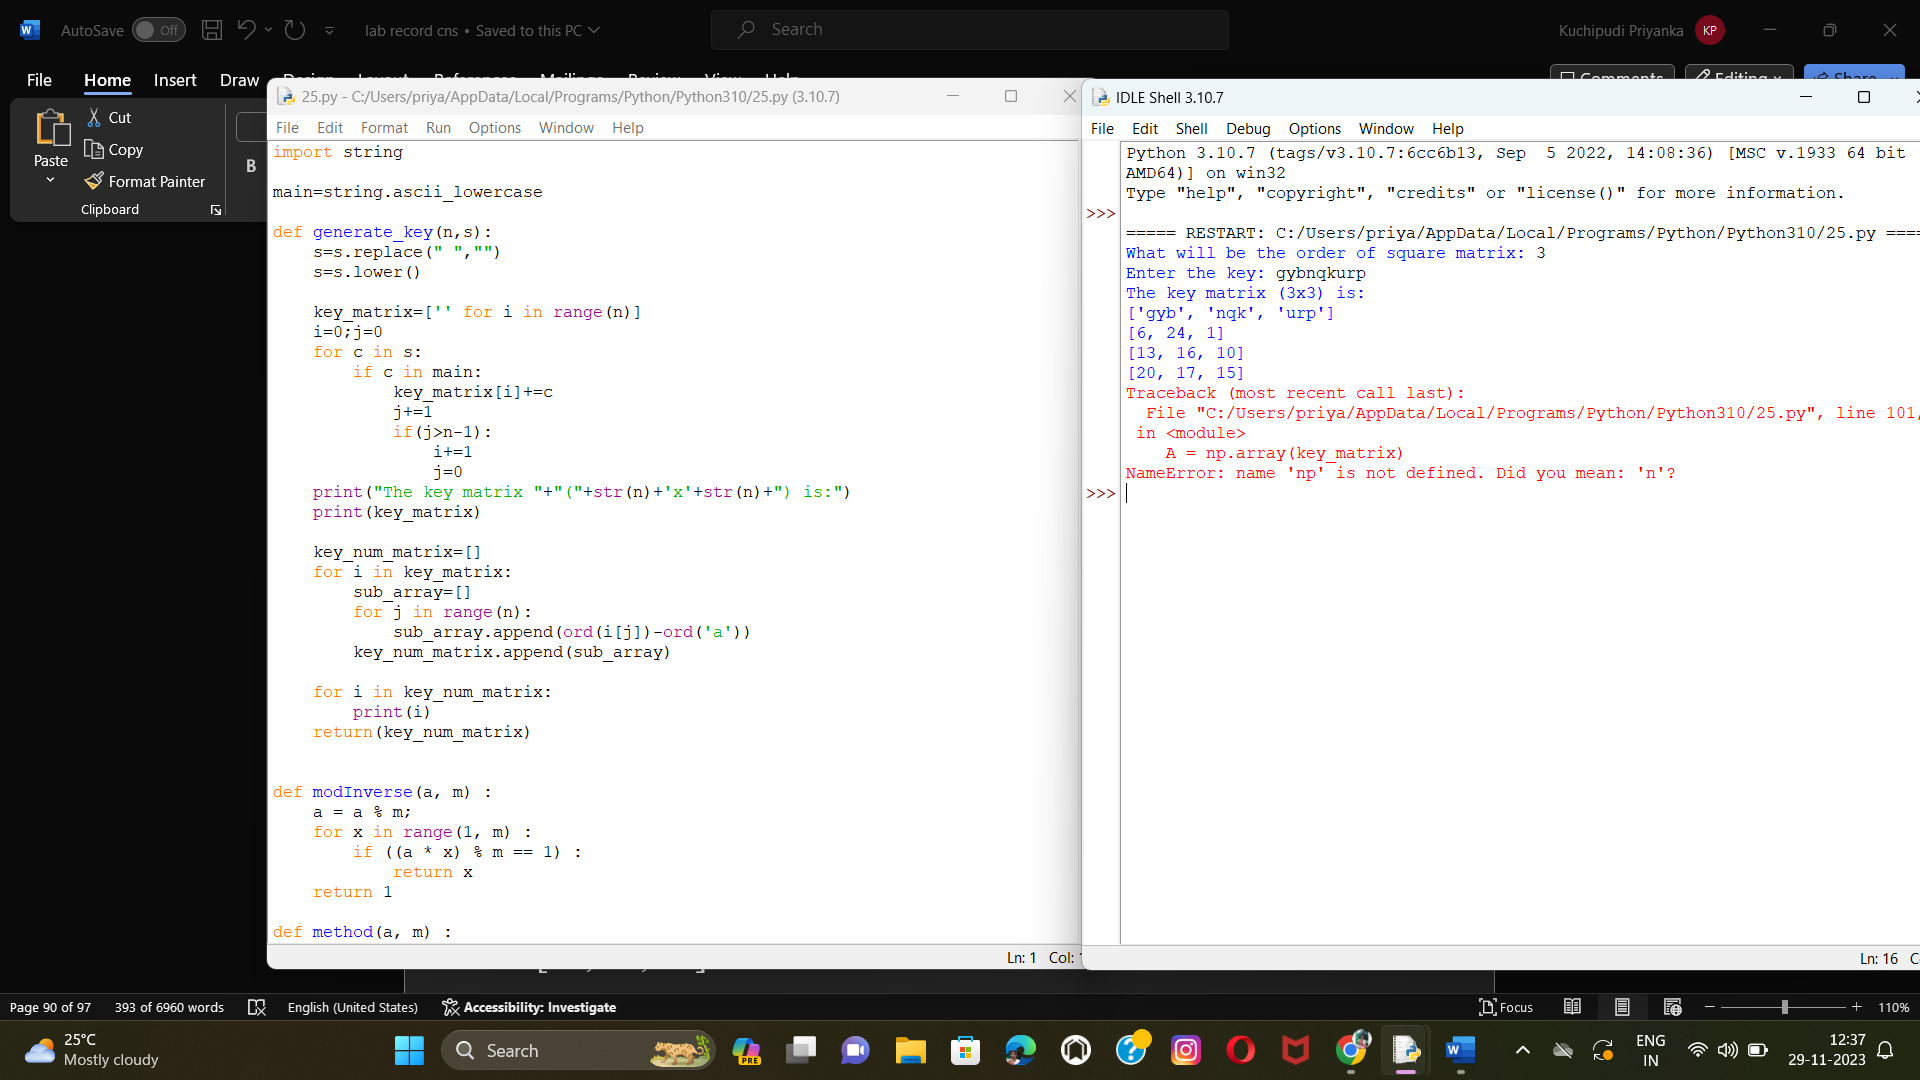 AutoSave Off lab record cns • Saved to this PC Search Kuchipudi Priyanka KP
File Home Insert Draw
Paste
Cut
Copy
Format Painter
Clipboard
B
25.py - C:/Users/priya/AppData/Local/Programs/Python/Python310/25.py (3.10.7)
File Edit Format Run Options Window Help
import string
main=string.ascii_lowercase
def generate_key(n,s):
    s=s.replace(" ","")
    s=s.lower()
    key_matrix=['' for i in range(n)]
    i=0;j=0
    for c in s:
        if c in main:
            key_matrix[i]+=c
            j+=1
            if(j>n-1):
                i+=1
                j=0
    print("The key matrix "+"("+str(n)+'x'+str(n)+") is:")
    print(key_matrix)
    key_num_matrix=[]
    for i in key_matrix:
        sub_array=[]
        for j in range(n):
            sub_array.append(ord(i[j])-ord('a'))
        key_num_matrix.append(sub_array)
    for i in key_num_matrix:
        print(i)
    return(key_num_matrix)
def modInverse(a, m) :
    a = a % m;
    for x in range(1, m) :
        if ((a * x) % m == 1) :
            return x
    return 1
def method(a, m) :
Ln: 1 Col:
IDLE Shell 3.10.7
File Edit Shell Debug Options Window Help
Python 3.10.7 (tags/v3.10.7:6cc6b13, Sep  5 2022, 14:08:36) [MSC v.1933 64 bit
AMD64)] on win32
Type "help", "copyright", "credits" or "license()" for more information.
>>>
===== RESTART: C:/Users/priya/AppData/Local/Programs/Python/Python310/25.py ====
What will be the order of square matrix: 3
Enter the key: gybnqkurp
The key matrix (3x3) is:
['gyb', 'nqk', 'urp']
[6, 24, 1]
[13, 16, 10]
[20, 17, 15]
Traceback (most recent call last):
  File "C:/Users/priya/AppData/Local/Programs/Python/Python310/25.py", line 101,
 in <module>
    A = np.array(key_matrix)
NameError: name 'np' is not defined. Did you mean: 'n'?
>>>
Ln: 16
Page 90 of 97 393 of 6960 words English (United States) Accessibility: Investigate Focus 110%
25°C
Mostly cloudy
Search
PRE
ENG
IN
12:37
29-11-2023